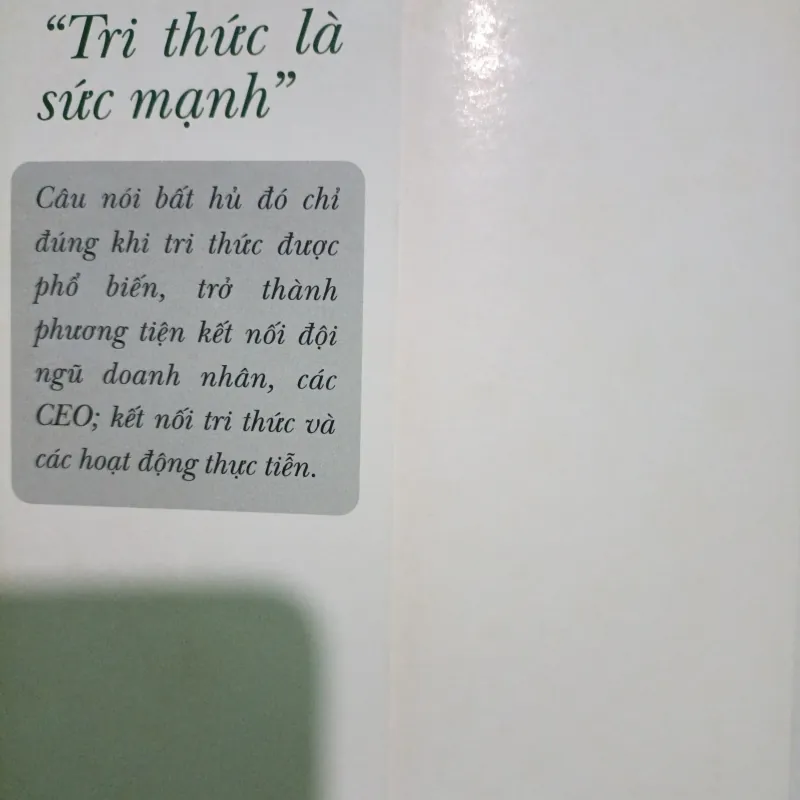 “Tri thức là
sức mạnh”
Câu nói bất hủ đó chỉ
đúng khi tri thức được
phổ biến, trở thành
phương tiện kết nối đội
ngũ doanh nhân, các
CEO; kết nối tri thức và
các hoạt động thực tiễn.